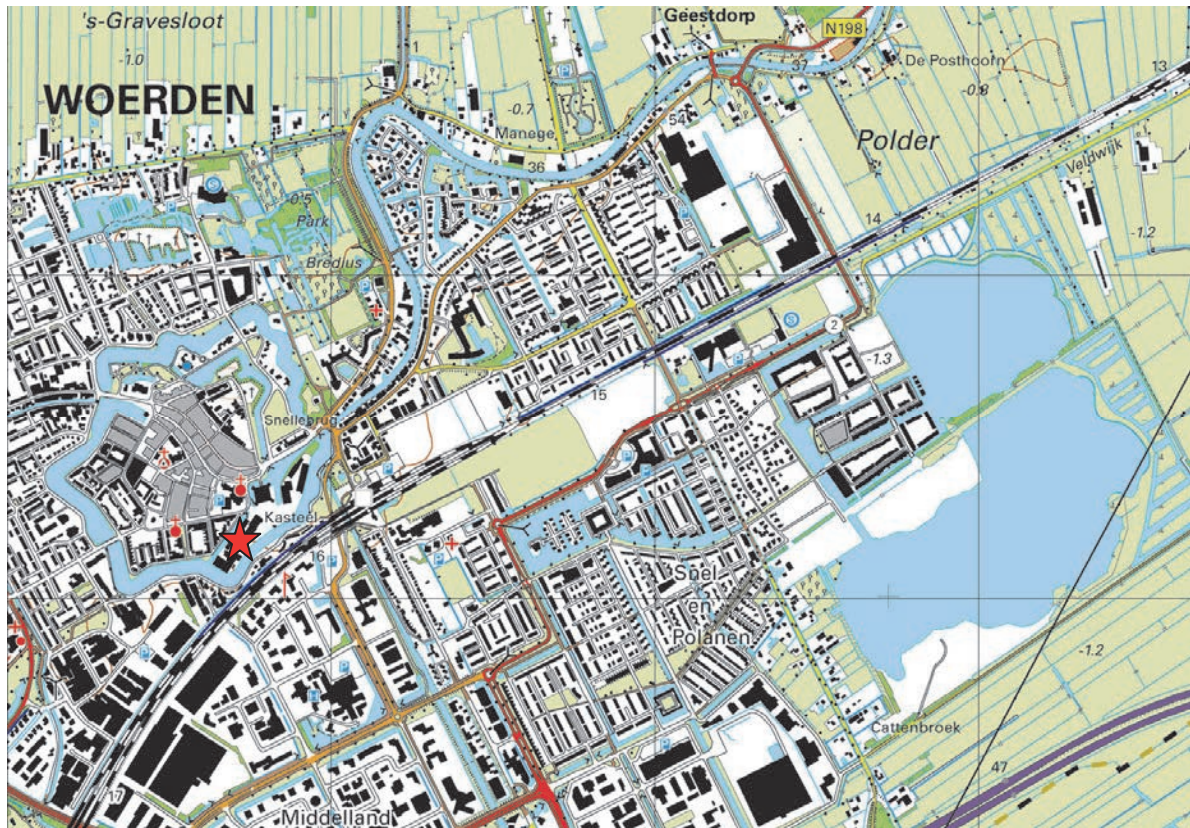 's-Gravesloot
Geestdorp
N198
1
-1.0
37
De Posthoorn
13
WOERDEN
-0.7
-0.8
54
Manege
36
Polder
Veldwijk
S
-0.5
Park
14
-1.2
Bredius
P
2
S
-1.3
15
Snellebrug
P
Kasteel
16
Snel
en
Polanen
-1.2
Cattenbroek
47
17
Middelland